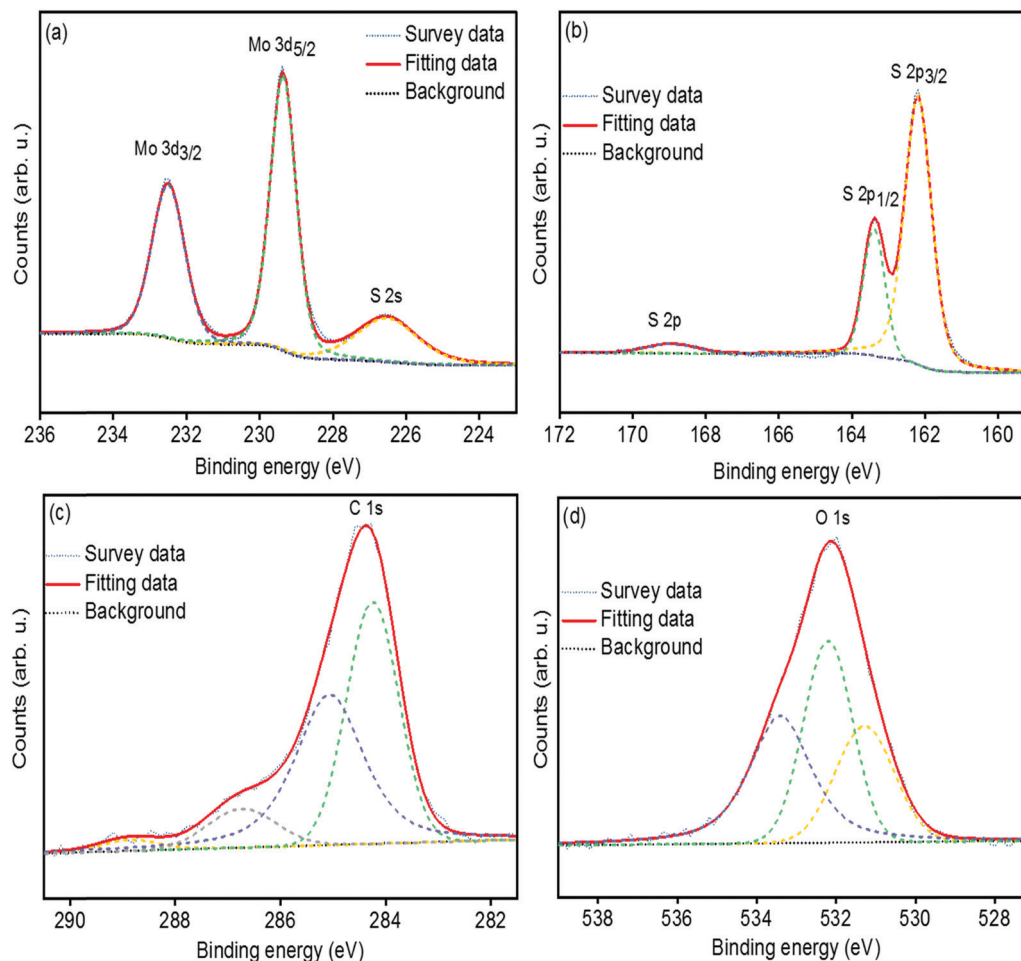 (a)
Mo 3d5/2
Survey data
Fitting data
Background
Mo 3d3/2
S 2s
Counts (arb. u.)
236 234 232 230 228 226 224
Binding energy (eV)
(b)
S 2p3/2
Survey data
Fitting data
Background
S 2p1/2
S 2p
Counts (arb. u.)
172 170 168 166 164 162 160
Binding energy (eV)
(c)
C 1s
Survey data
Fitting data
Background
Counts (arb. u.)
290 288 286 284 282
Binding energy (eV)
(d)
O 1s
Survey data
Fitting data
Background
Counts (arb. u.)
538 536 534 532 530 528
Binding energy (eV)